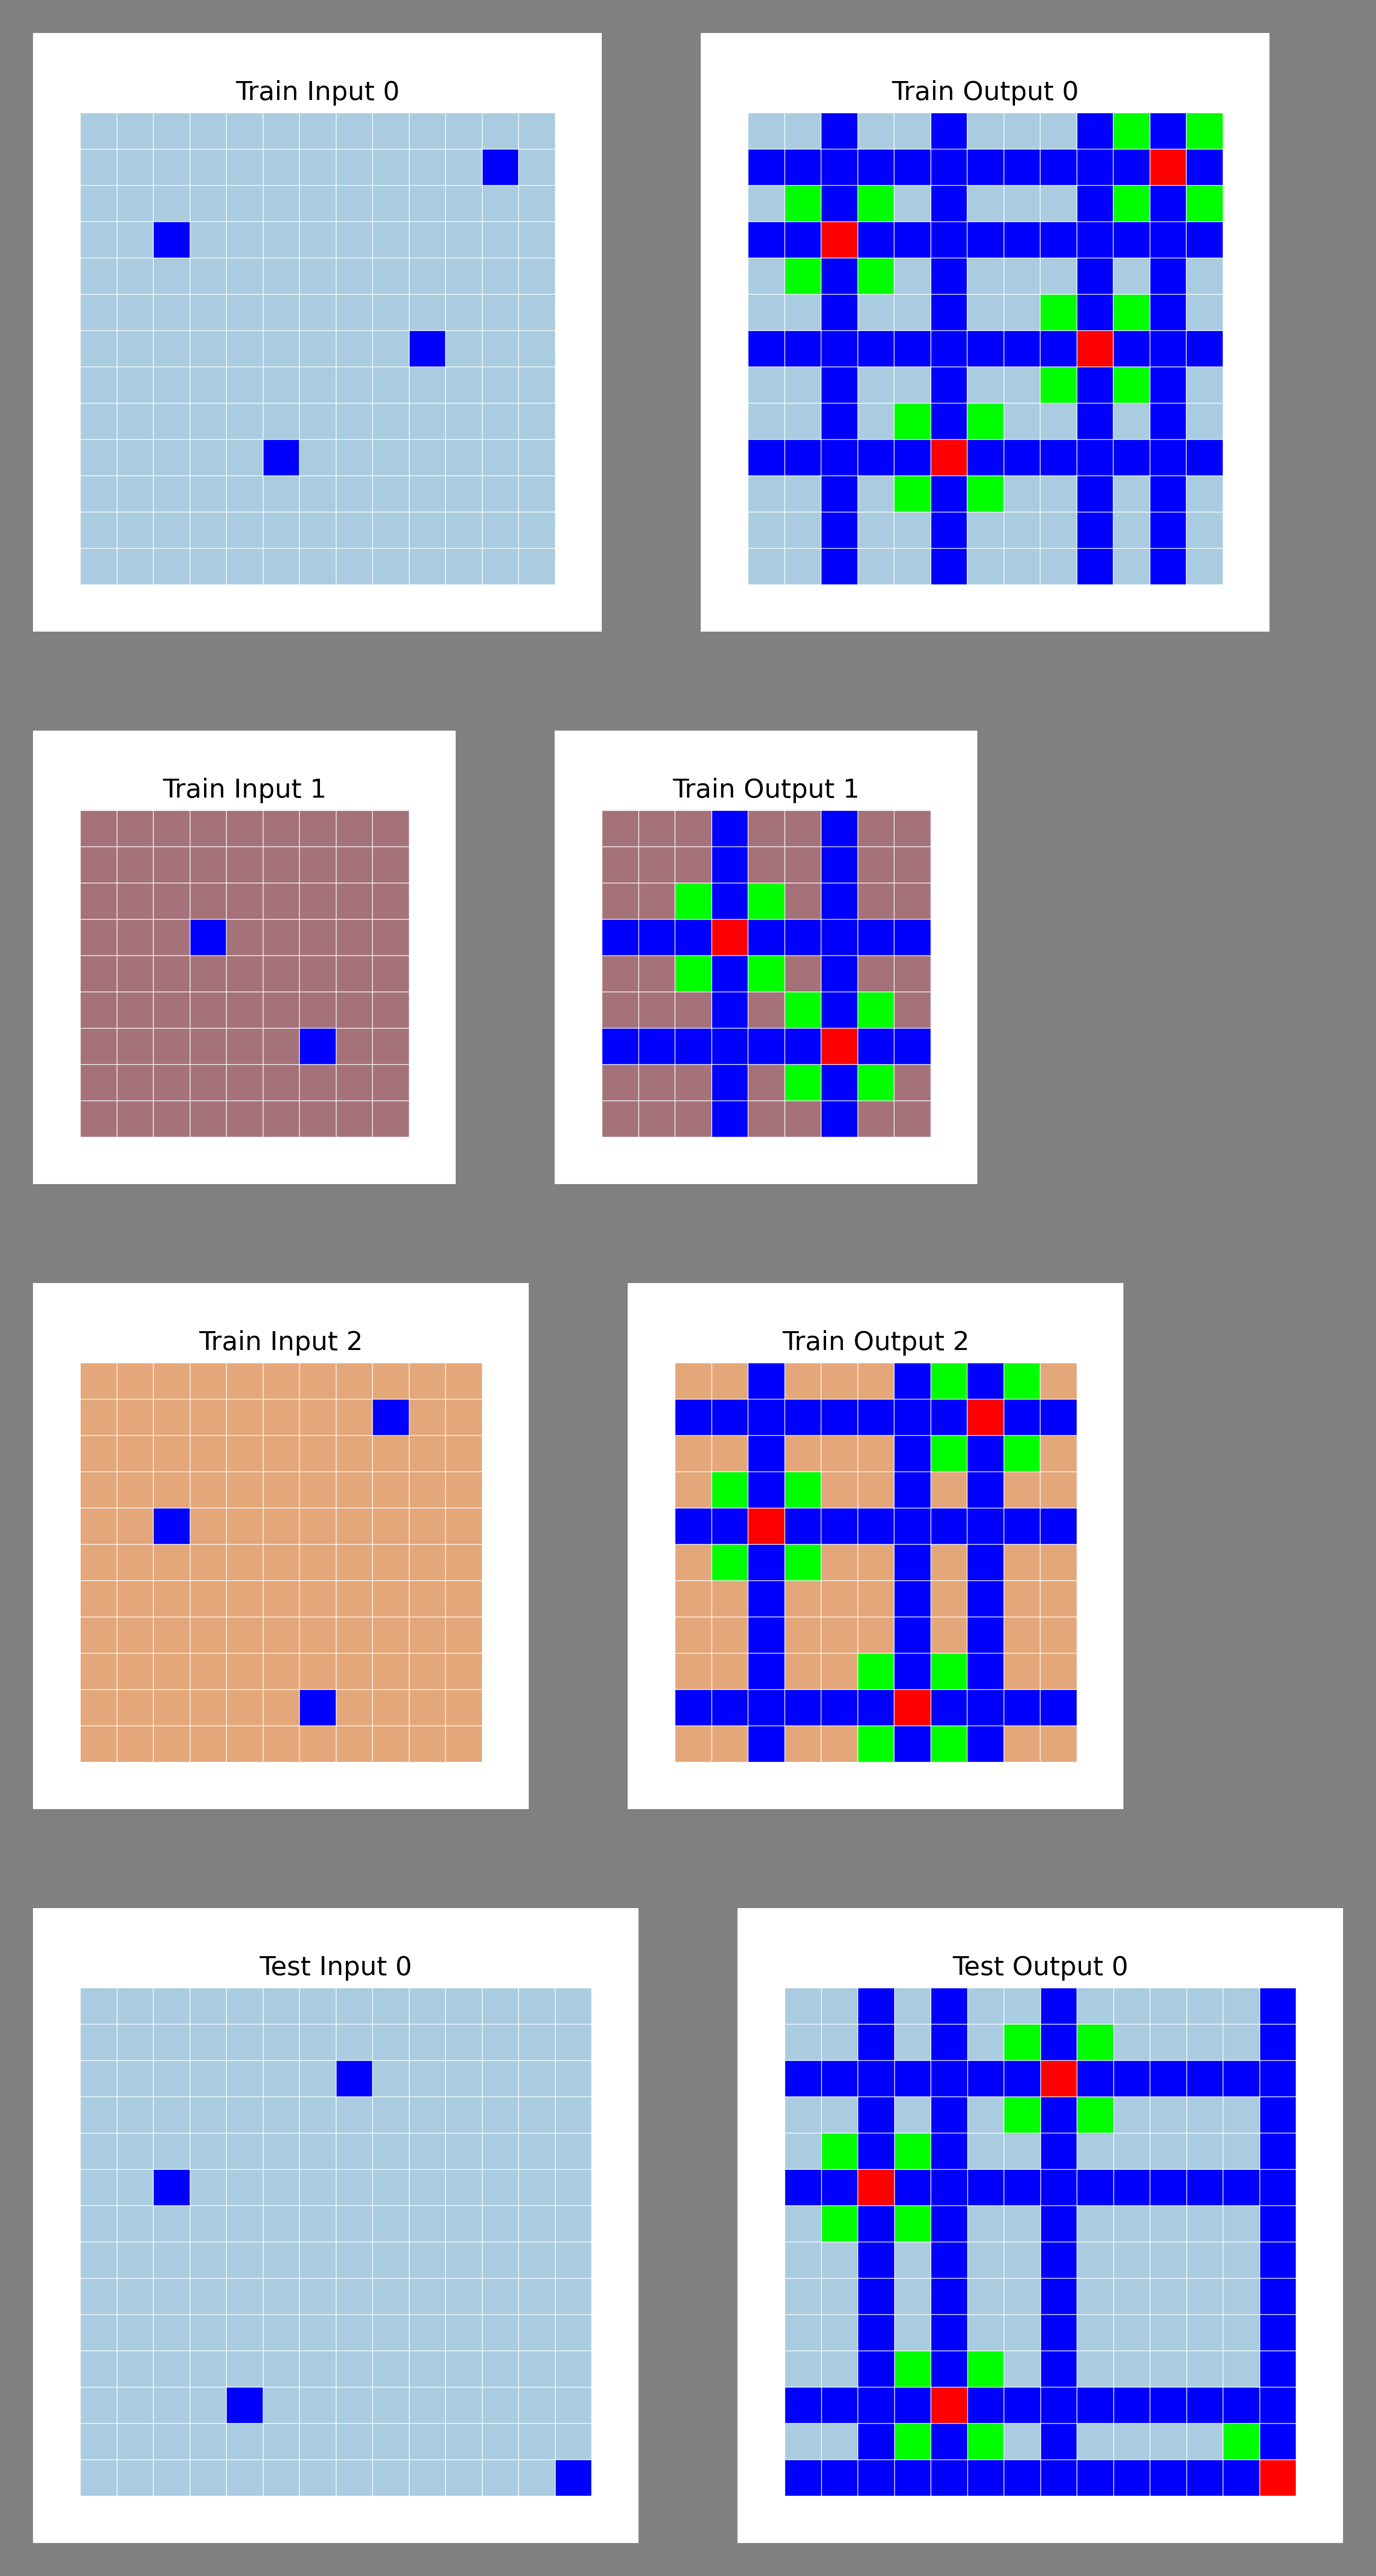 Train Input 0
Train Output 0
Train Input 1
Train Output 1
Train Input 2
Train Output 2
Test Input 0
Test Output 0